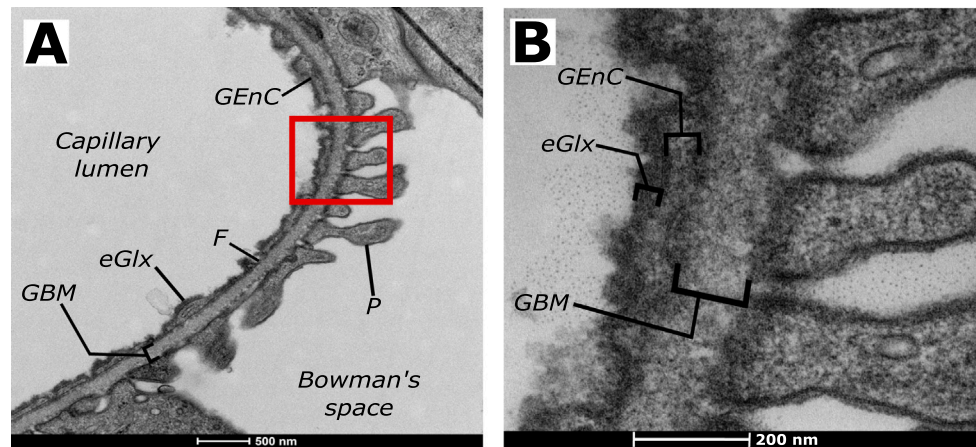 A
GEnC
Capillary
lumen
F
eGlx
GBM
P
Bowman's
space
500 nm
B
GEnC
eGlx
GBM
200 nm